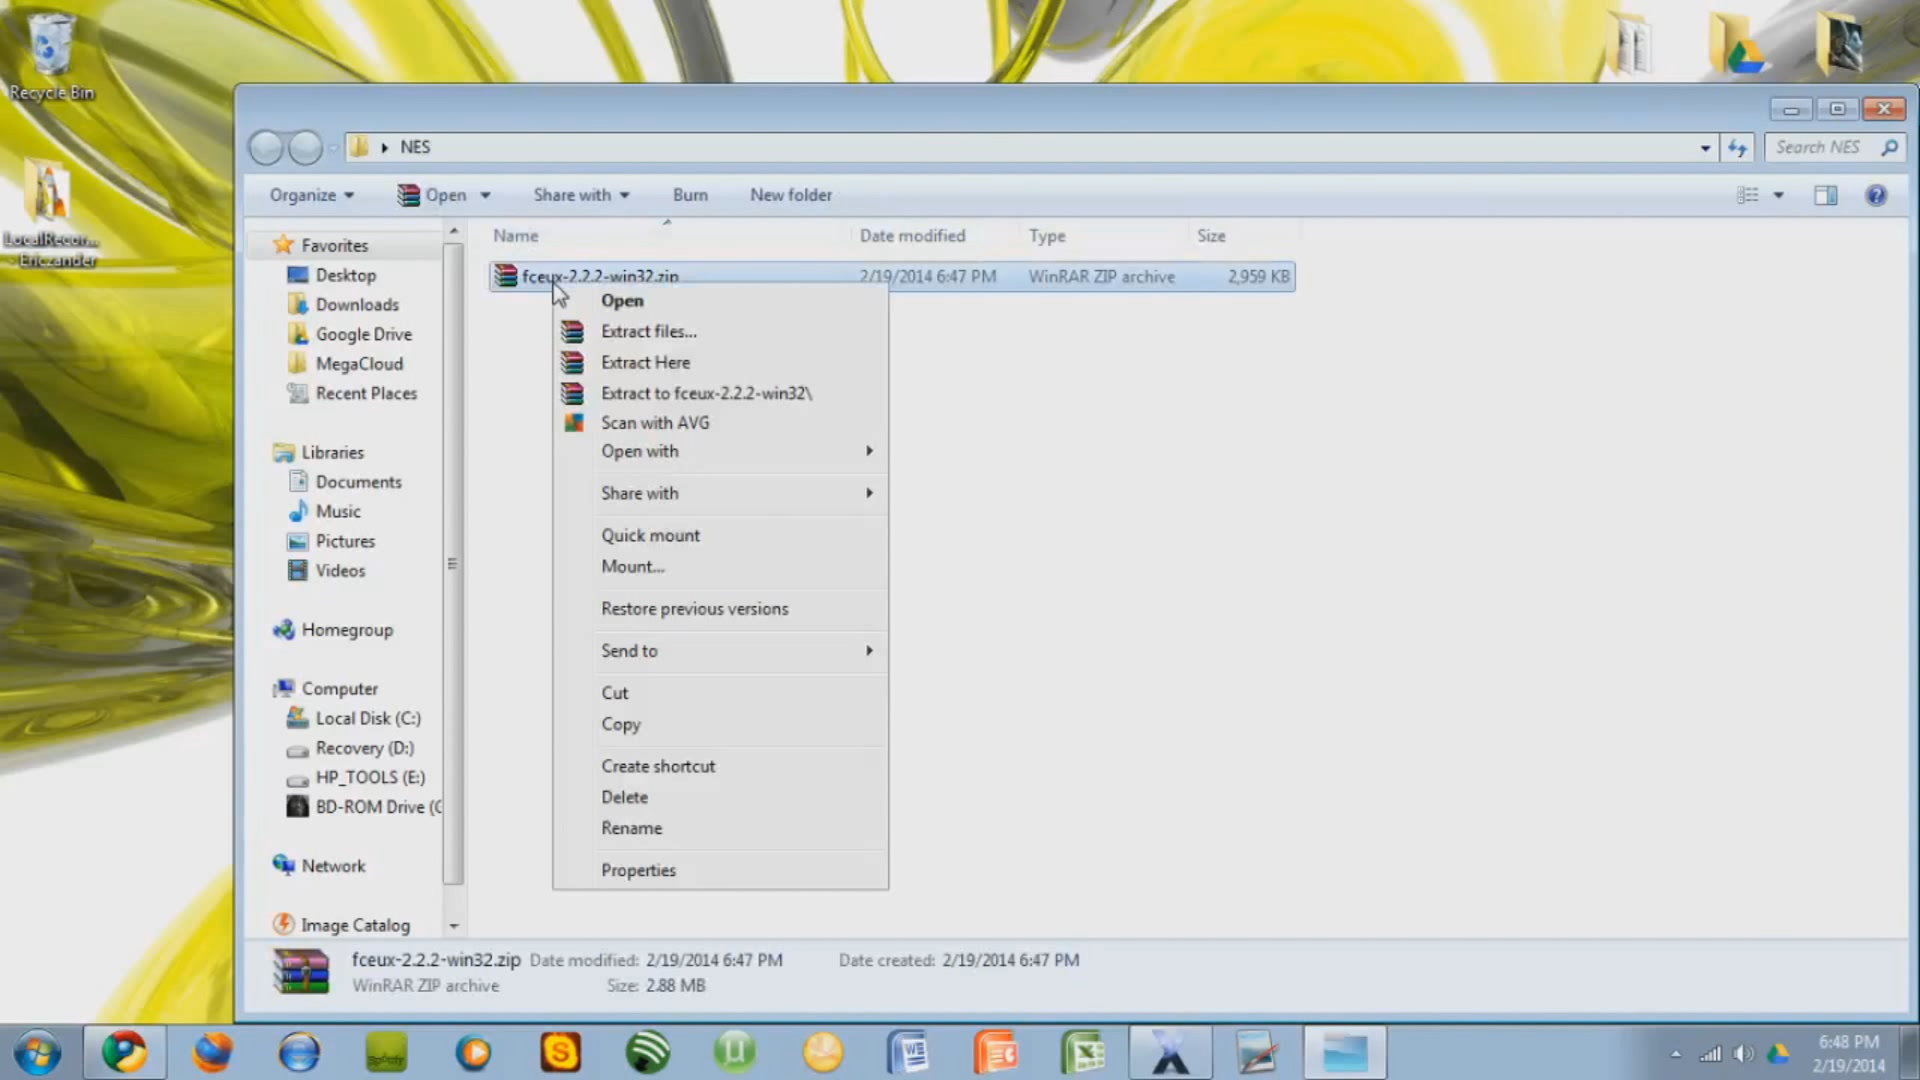 Recycle Bin
LocalRecor...
- Ericzander
NES
Search NES
Organize
Open
Share with
Burn
New folder
Name
Date modified
Type
Size
fceux-2.2.2-win32.zip
2/19/2014 6:47 PM
WinRAR ZIP archive
2,959 KB
Favorites
Desktop
Downloads
Google Drive
MegaCloud
Recent Places
Libraries
Documents
Music
Pictures
Videos
Homegroup
Computer
Local Disk (C:)
Recovery (D:)
HP_TOOLS (E:)
BD-ROM Drive (
Network
Image Catalog
Open
Extract files...
Extract Here
Extract to fceux-2.2.2-win32\
Scan with AVG
Open with
Share with
Quick mount
Mount...
Restore previous versions
Send to
Cut
Copy
Create shortcut
Delete
Rename
Properties
fceux-2.2.2-win32.zip Date modified: 2/19/2014 6:47 PM Date created: 2/19/2014 6:47 PM
WinRAR ZIP archive Size: 2.88 MB
6:48 PM
2/19/2014